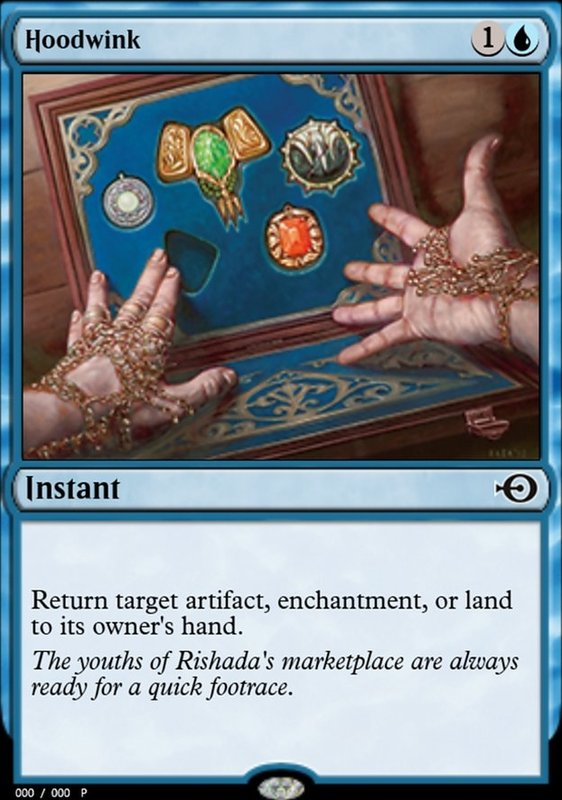 Hoodwink 1
Instant
Return target artifact, enchantment, or land
to its owner's hand.
The youths of Rishada's marketplace are always
ready for a quick footrace.
000 / 000 P